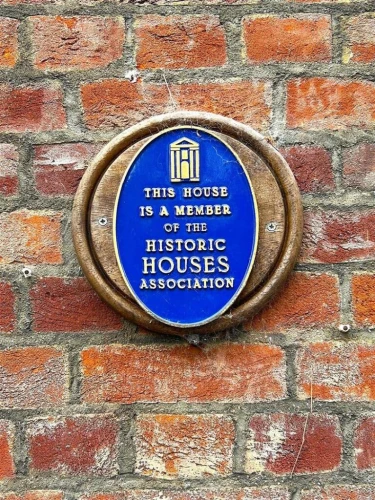 THIS HOUSE
IS A MEMBER
OF THE
HISTORIC
HOUSES
ASSOCIATION